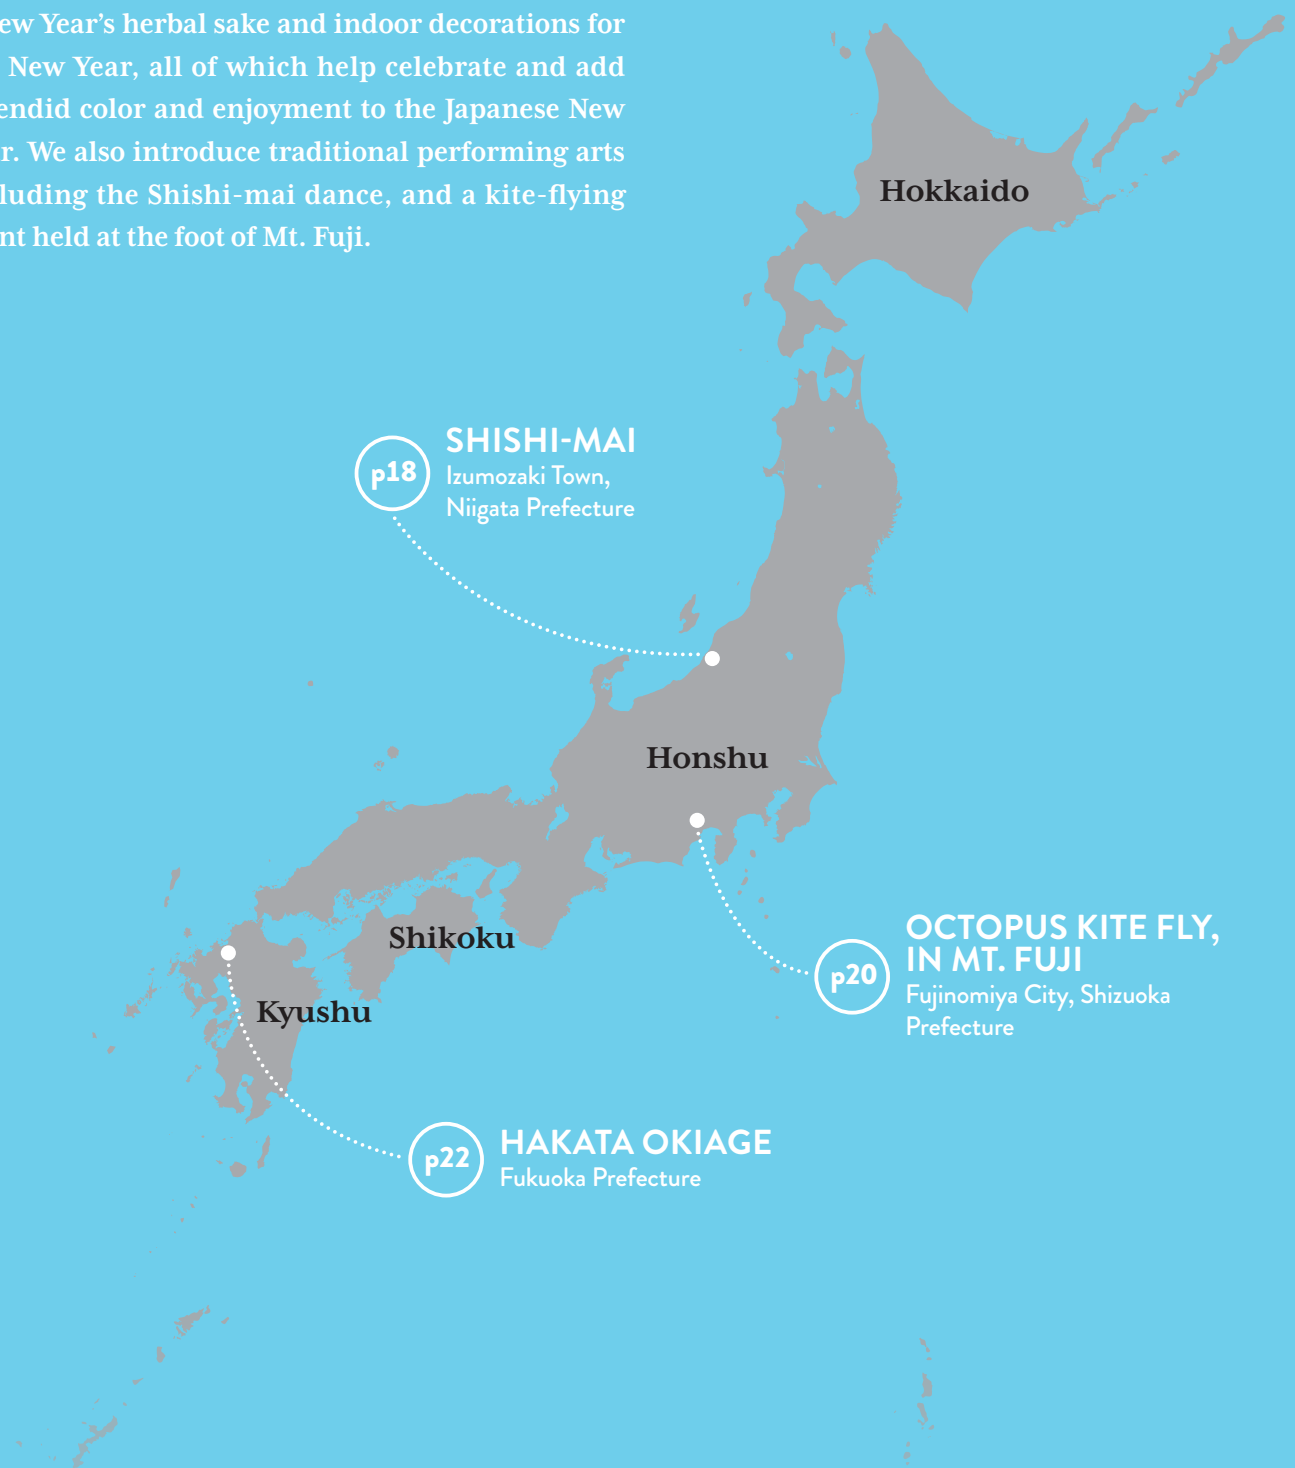 ew Year's herbal sake and indoor decorations for
New Year, all of which help celebrate and add
endid color and enjoyment to the Japanese New
r. We also introduce traditional performing arts
luding the Shishi-mai dance, and a kite-flying
nt held at the foot of Mt. Fuji.
Hokkaido
p18
SHISHI-MAI
Izumozaki Town,
Niigata Prefecture
Honshu
Shikoku
Kyushu
p20
OCTOPUS KITE FLY,
IN MT. FUJI
Fujinomiya City, Shizuoka
Prefecture
p22
HAKATA OKIAGE
Fukuoka Prefecture